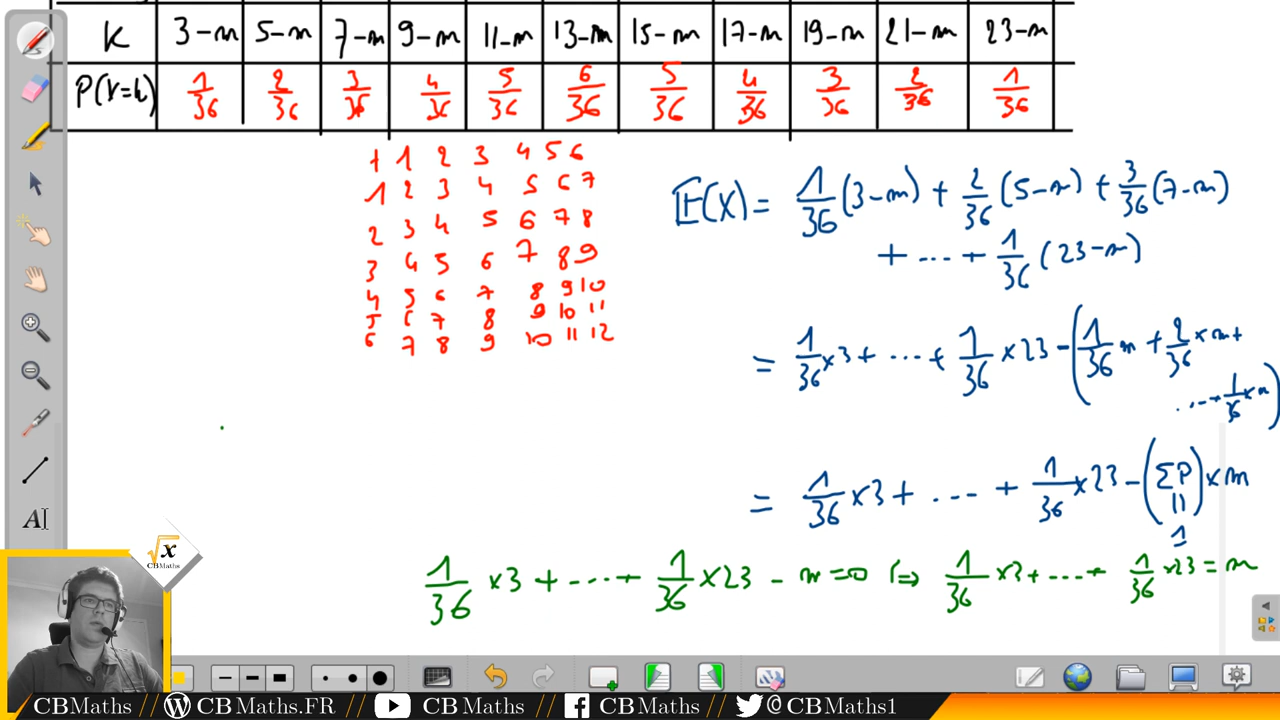 K 3-m 5-m 7-m 9-m 11-m 13-m 15-m 17-m 19-m 21-m 23-m
P(Y=k) 1/36 2/36 3/36 4/36 5/36 6/36 5/36 4/36 3/36 2/36 1/36
+ 1 2 3 4 5 6
1 2 3 4 5 6 7
2 3 4 5 6 7 8
3 4 5 6 7 8 9
4 5 6 7 8 9 10
5 6 7 8 9 10 11
6 7 8 9 10 11 12
E(X) = 1/36 (3-m) + 2/36 (5-m) + 3/36 (7-m)
+ ... + 1/36 (23-m)
= 1/36 ×3 + ... + 1/36 ×23 - (1/36 m + 2/36 ×m +
... + 1/36 ×m)
= 1/36 ×3 + ... + 1/36 ×23 - (ΣP) × m
=
1
1/36 ×3 + ... + 1/36 ×23 - m = 0 ⇔ 1/36 ×3 + ... + 1/36 ×23 = m
AI
√x
CBMaths
CBMaths CBMaths.FR CBMaths CBMaths @CBMaths1